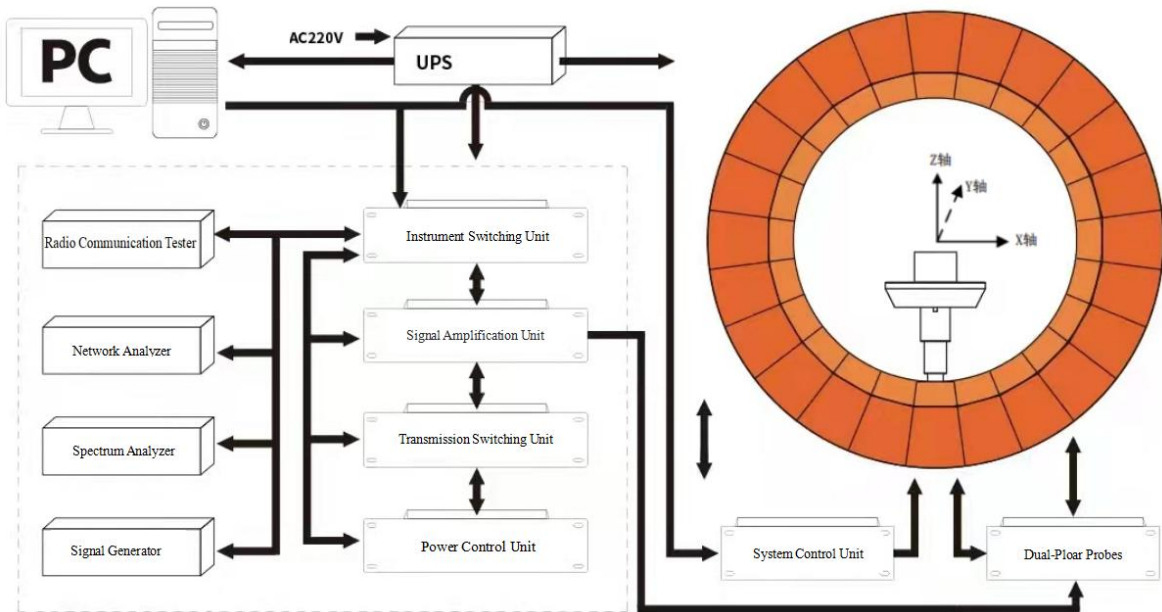 PC
AC220V
UPS
Z轴
Y轴
X轴
Radio Communication Tester
Instrument Switching Unit
Network Analyzer
Signal Amplification Unit
Spectrum Analyzer
Transmission Switching Unit
Signal Generator
Power Control Unit
System Control Unit
Dual-Ploar Probes